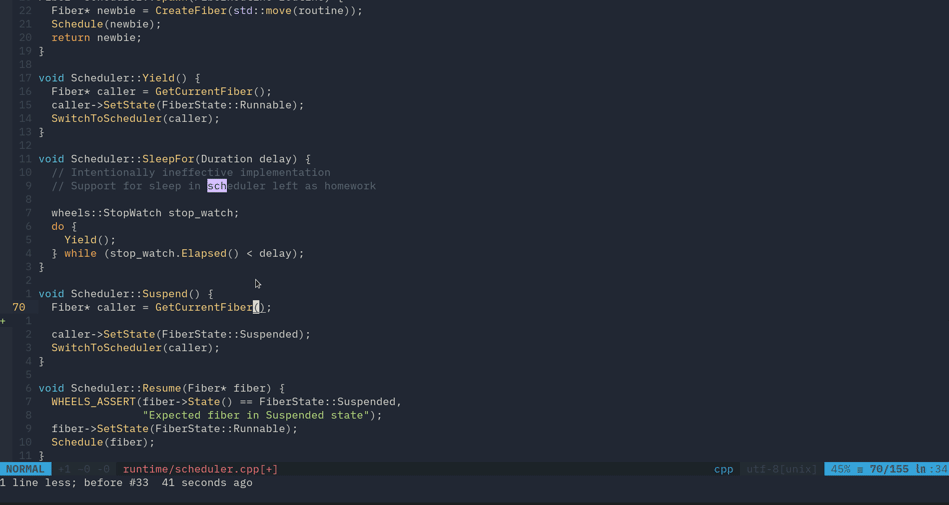 22 Fiber* newbie = CreateFiber(std::move(routine));
21 Schedule(newbie);
20 return newbie;
19 }
18
17 void Scheduler::Yield() {
16 Fiber* caller = GetCurrentFiber();
15 caller->SetState(FiberState::Runnable);
14 SwitchToScheduler(caller);
13 }
12
11 void Scheduler::SleepFor(Duration delay) {
10 // Intentionally ineffective implementation
9 // Support for sleep in scheduler left as homework
8
7 wheels::StopWatch stop_watch;
6 do {
5 Yield();
4 } while (stop_watch.Elapsed() < delay);
3 }
2
1 void Scheduler::Suspend() {
70 Fiber* caller = GetCurrentFiber();
+ 1
2 caller->SetState(FiberState::Suspended);
3 SwitchToScheduler(caller);
4 }
5
6 void Scheduler::Resume(Fiber* fiber) {
7 WHEELS_ASSERT(fiber->State() == FiberState::Suspended,
8 "Expected fiber in Suspended state");
9 fiber->SetState(FiberState::Runnable);
10 Schedule(fiber);
11 }
NORMAL +1 ~0 -0 runtime/scheduler.cpp[+] cpp utf-8[unix] 45% ≡ 70/155 ln :34
1 line less; before #33 41 seconds ago